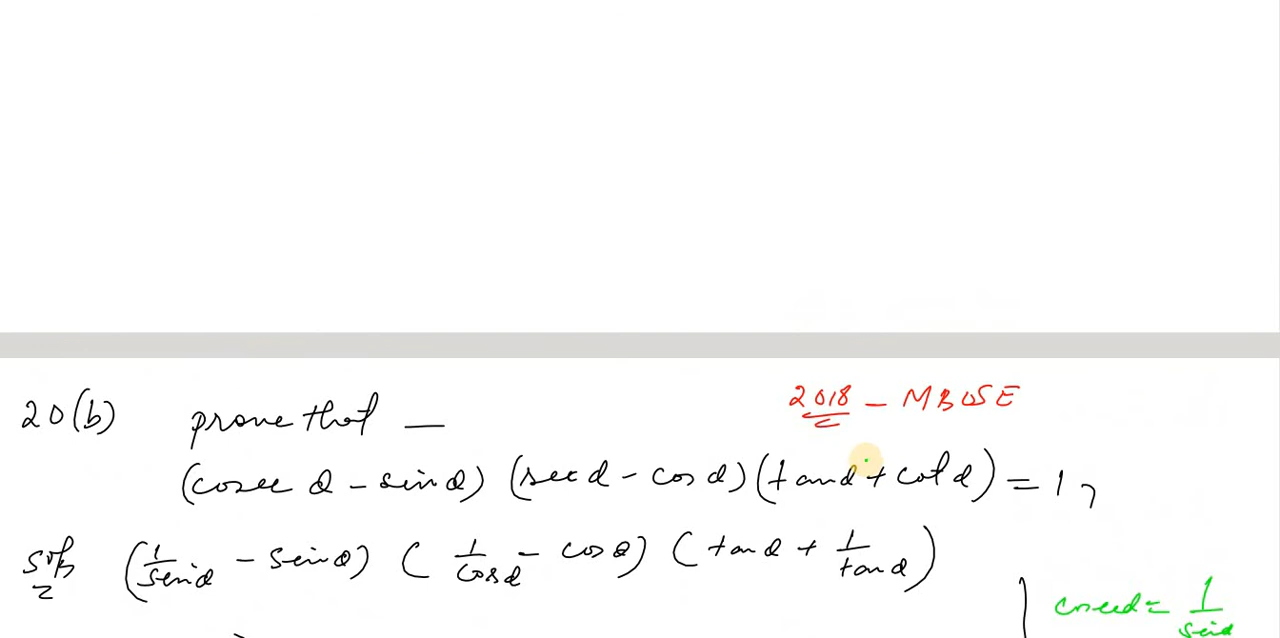 2018 - MBOSE
20(b) prove that —
(cosec α - sin α) (sec α - cos α) (tan α + cot α) = 1,
Sol (1/sin α - sin α) (1/cos α - cos α) (tan α + 1/tan α)
cosec α = 1/sin α